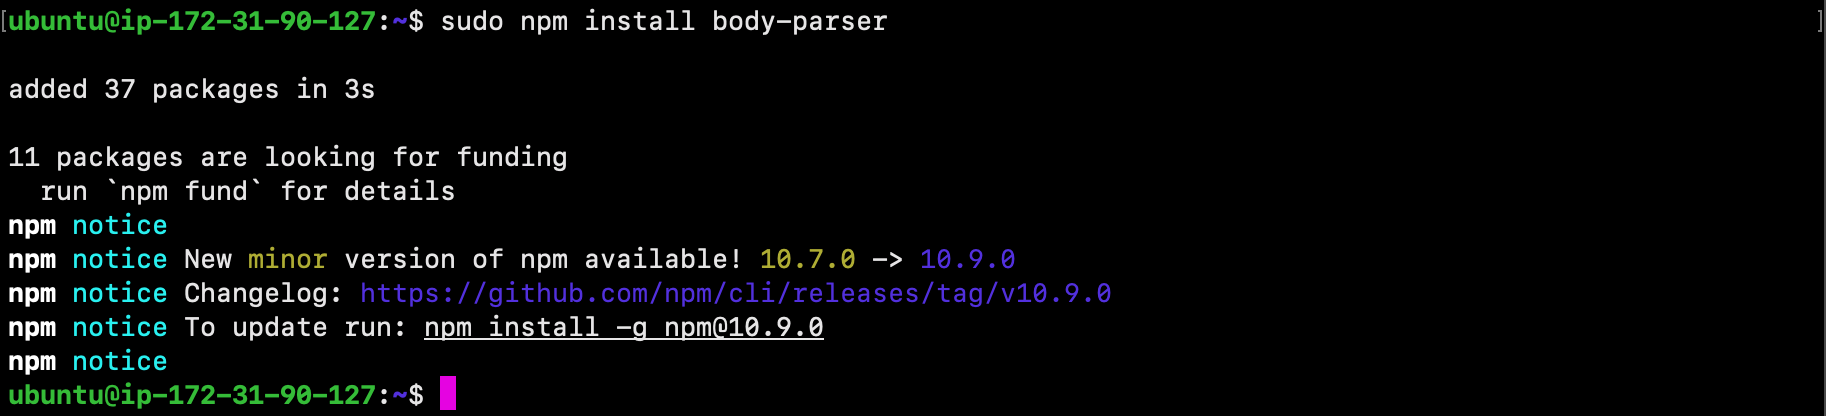 [ubuntu@ip-172-31-90-127:~$ sudo npm install body-parser ]
added 37 packages in 3s
11 packages are looking for funding
  run `npm fund` for details
npm notice
npm notice New minor version of npm available! 10.7.0 -> 10.9.0
npm notice Changelog: https://github.com/npm/cli/releases/tag/v10.9.0
npm notice To update run: npm install -g npm@10.9.0
npm notice
ubuntu@ip-172-31-90-127:~$